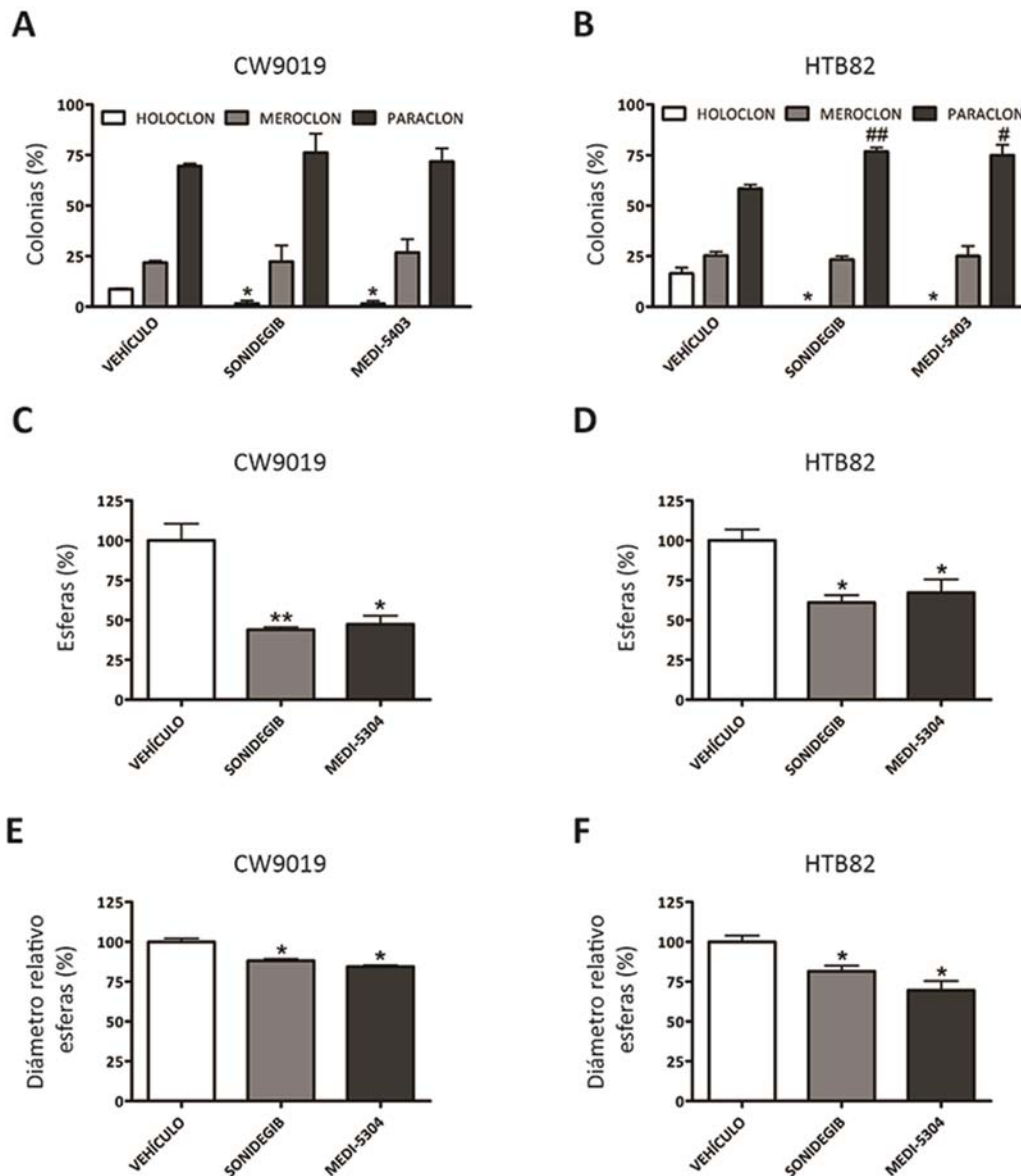 A
CW9019
Colonias (%)
100
75
50
25
0
HOLOCLON MEROCLON PARACLON
* *
VEHÍCULO
SONIDEGIB
MEDI-5403
B
HTB82
Colonias (%)
100
75
50
25
0
HOLOCLON MEROCLON PARACLON
## #
* *
VEHÍCULO
SONIDEGIB
MEDI-5403
C
CW9019
Esferas (%)
125
100
75
50
25
0
** *
VEHÍCULO
SONIDEGIB
MEDI-5304
D
HTB82
Esferas (%)
125
100
75
50
25
0
* *
VEHÍCULO
SONIDEGIB
MEDI-5304
E
CW9019
Diámetro relativo
esferas (%)
125
100
75
50
25
0
* *
VEHÍCULO
SONIDEGIB
MEDI-5304
F
HTB82
Diámetro relativo
esferas (%)
125
100
75
50
25
0
* *
VEHÍCULO
SONIDEGIB
MEDI-5304